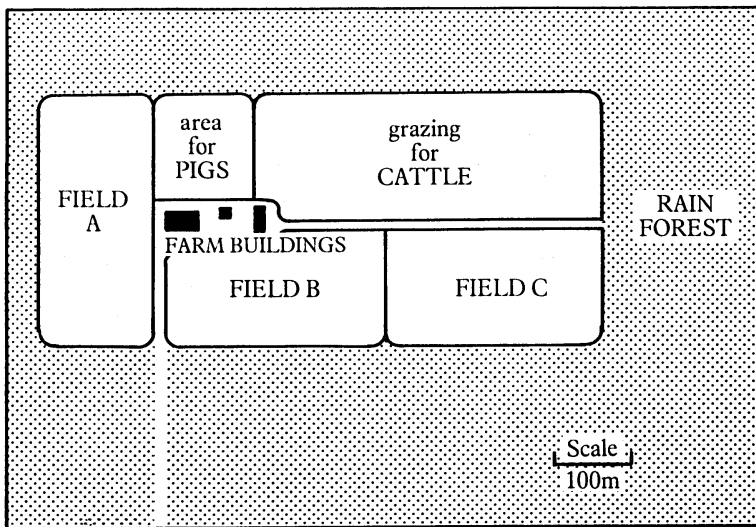 area
for
PIGS
grazing
for
CATTLE
FIELD
A
RAIN
FOREST
FARM BUILDINGS
FIELD B
FIELD C
Scale
100m